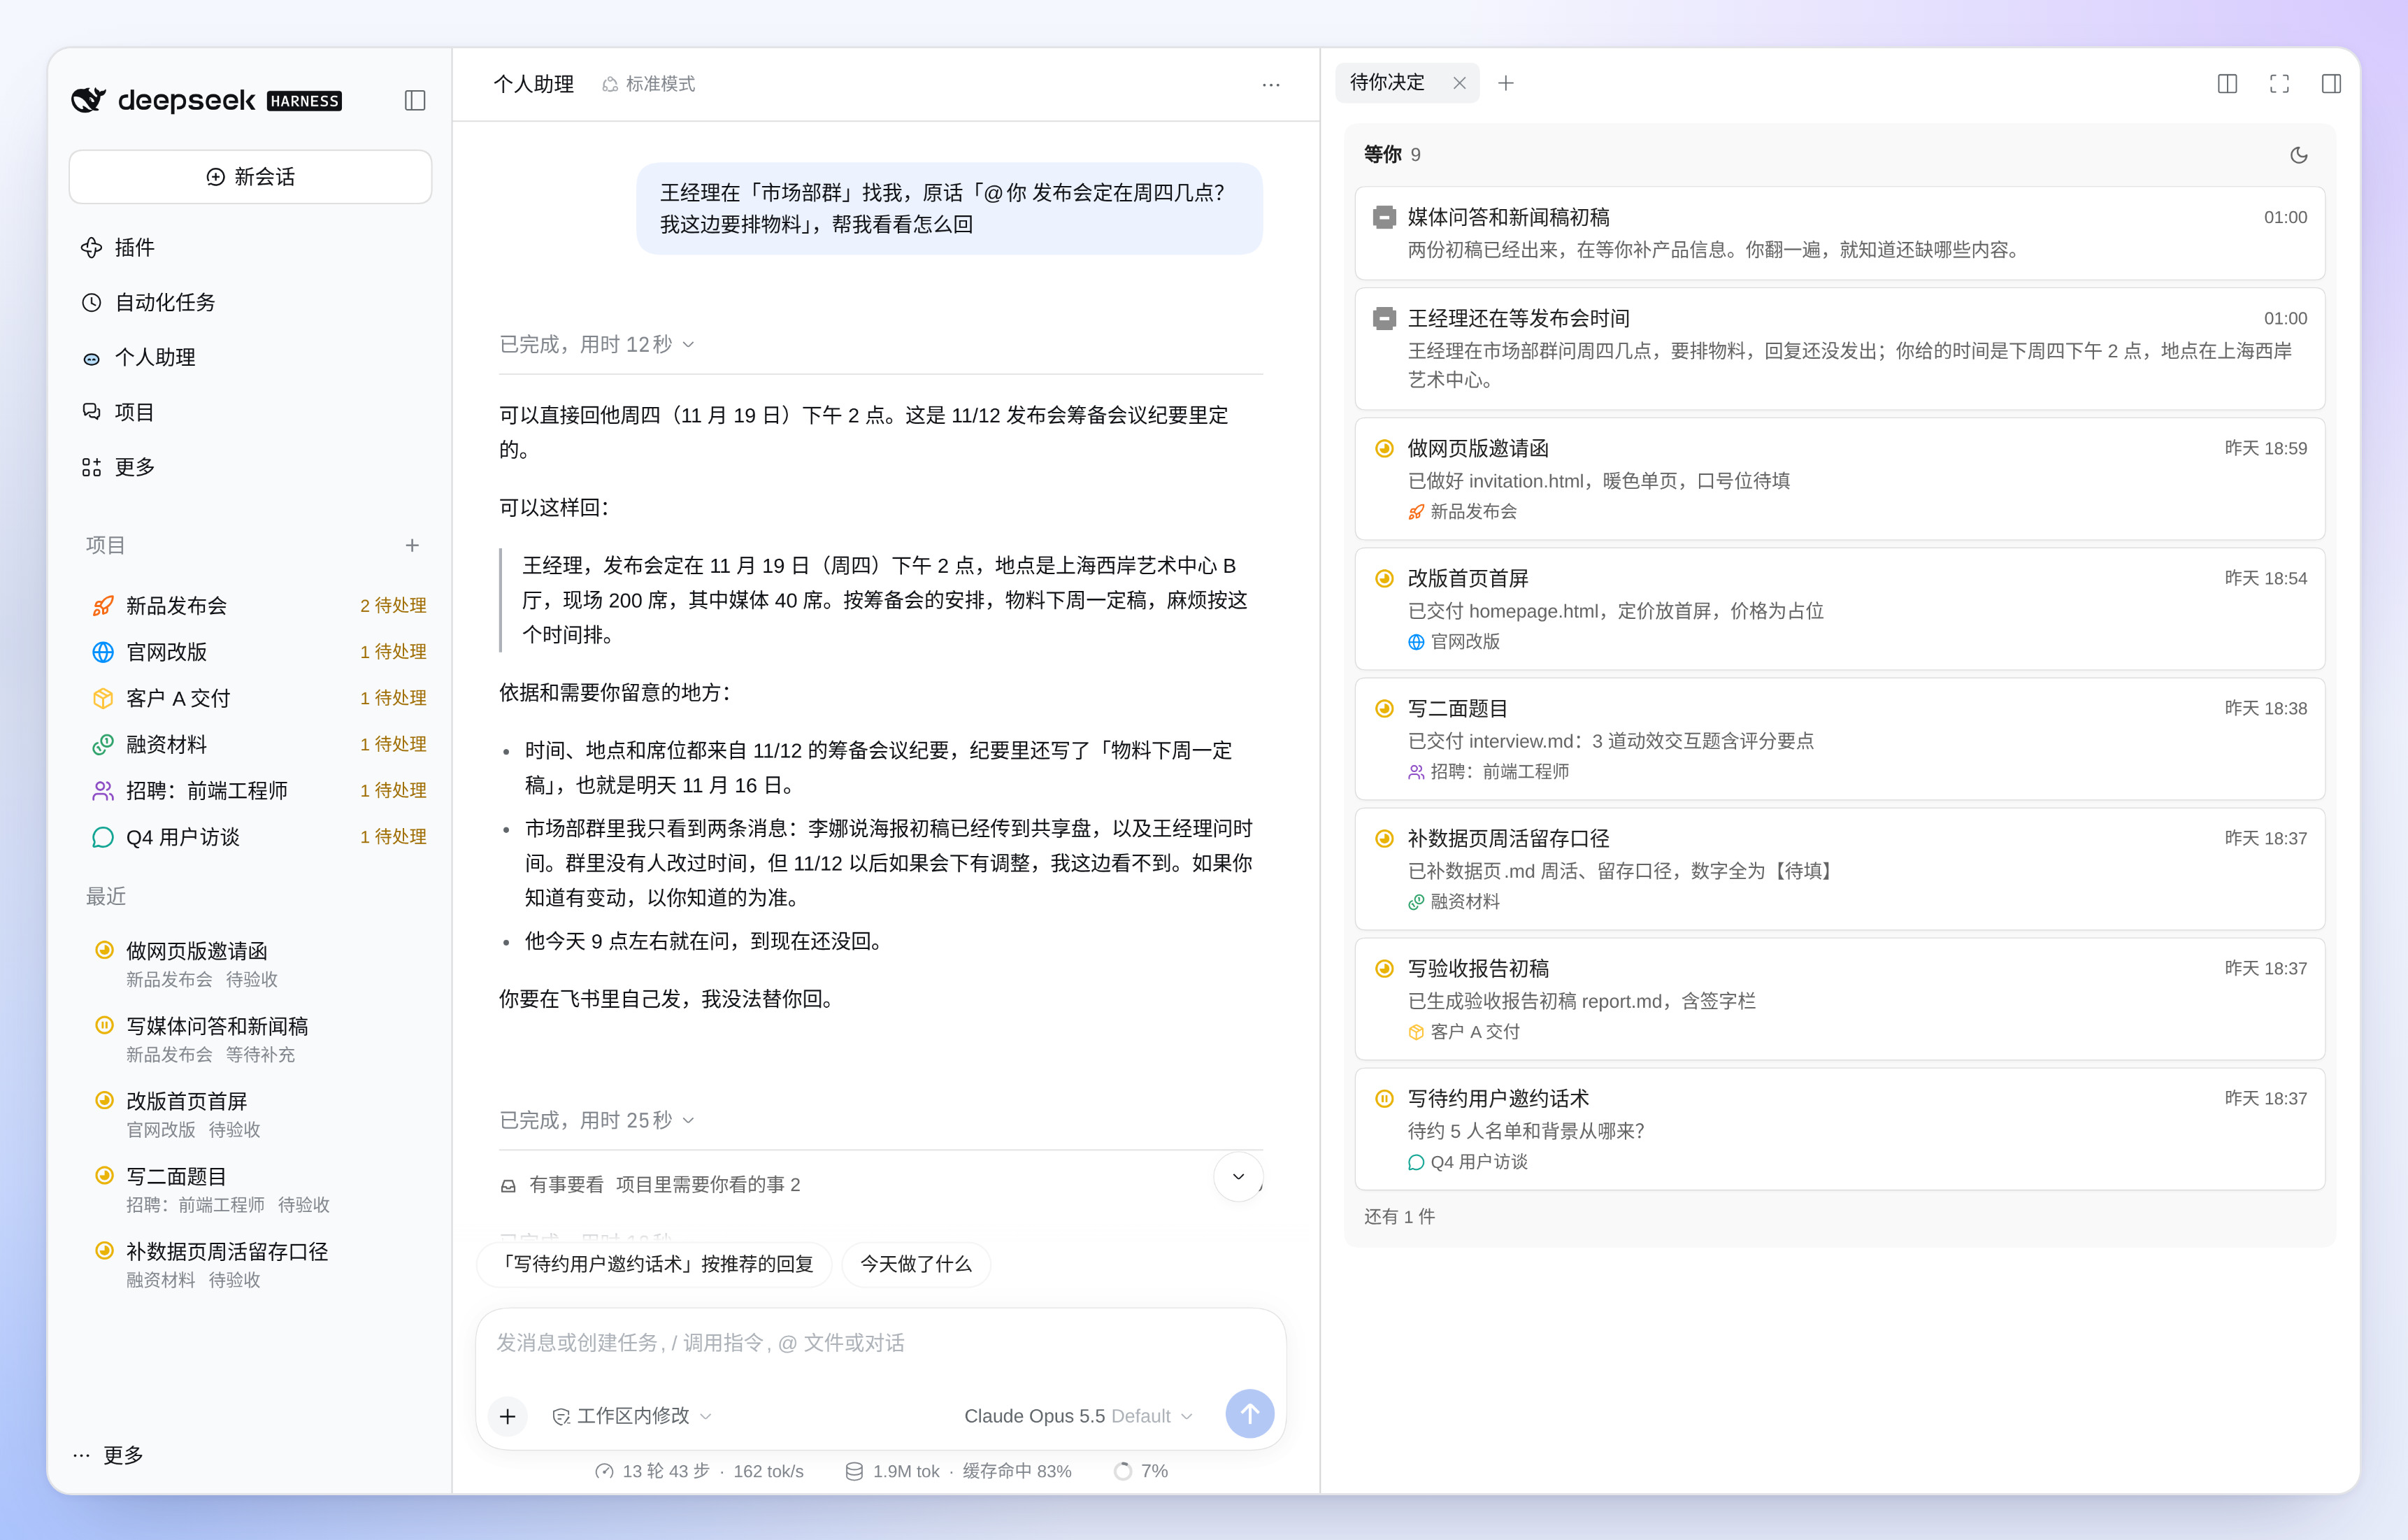 deepseek HARNESS
新会话
插件
自动化任务
个人助理
项目
更多
项目
新品发布会 2 待处理
官网改版 1 待处理
客户 A 交付 1 待处理
融资材料 1 待处理
招聘：前端工程师 1 待处理
Q4 用户访谈 1 待处理
最近
做网页版邀请函
新品发布会 待验收
写媒体问答和新闻稿
新品发布会 等待补充
改版首页首屏
官网改版 待验收
写二面题目
招聘：前端工程师 待验收
补数据页周活留存口径
融资材料 待验收
更多
个人助理 标准模式
王经理在「市场部群」找我，原话「@你 发布会定在周四几点？
我这边要排物料」，帮我看看怎么回
已完成，用时 12秒
可以直接回他周四（11 月 19 日）下午 2 点。这是 11/12 发布会筹备会议纪要里定
的。
可以这样回：
王经理，发布会定在 11 月 19 日（周四）下午 2 点，地点是上海西岸艺术中心 B
厅，现场 200 席，其中媒体 40 席。按筹备会的安排，物料下周一定稿，麻烦按这
个时间排。
依据和需要你留意的地方：
• 时间、地点和席位都来自 11/12 的筹备会议纪要，纪要里还写了「物料下周一定
稿」，也就是明天 11 月 16 日。
• 市场部群里我只看到两条消息：李娜说海报初稿已经传到共享盘，以及王经理问时
间。群里没有人改过时间，但 11/12 以后如果会下有调整，我这边看不到。如果你
知道有变动，以你知道的为准。
• 他今天 9 点左右就在问，到现在还没回。
你要在飞书里自己发，我没法替你回。
已完成，用时 25秒
有事要看 项目里需要你看的事 2
「写待约用户邀约话术」按推荐的回复
今天做了什么
发消息或创建任务, / 调用指令, @ 文件或对话
工作区内修改
Claude Opus 5.5 Default
13 轮 43 步 · 162 tok/s 1.9M tok · 缓存命中 83% 7%
待你决定
等你 9
媒体问答和新闻稿初稿 01:00
两份初稿已经出来，在等你补产品信息。你翻一遍，就知道还缺哪些内容。
王经理还在等发布会时间 01:00
王经理在市场部群问周四几点，要排物料，回复还没发出；你给的时间是下周四下午 2 点，地点在上海西岸
艺术中心。
做网页版邀请函 昨天 18:59
已做好 invitation.html，暖色单页，口号位待填
新品发布会
改版首页首屏 昨天 18:54
已交付 homepage.html，定价放首屏，价格为占位
官网改版
写二面题目 昨天 18:38
已交付 interview.md：3 道动效交互题含评分要点
招聘：前端工程师
补数据页周活留存口径 昨天 18:37
已补数据页.md 周活、留存口径，数字全为【待填】
融资材料
写验收报告初稿 昨天 18:37
已生成验收报告初稿 report.md，含签字栏
客户 A 交付
写待约用户邀约话术 昨天 18:37
待约 5 人名单和背景从哪来？
Q4 用户访谈
还有 1 件